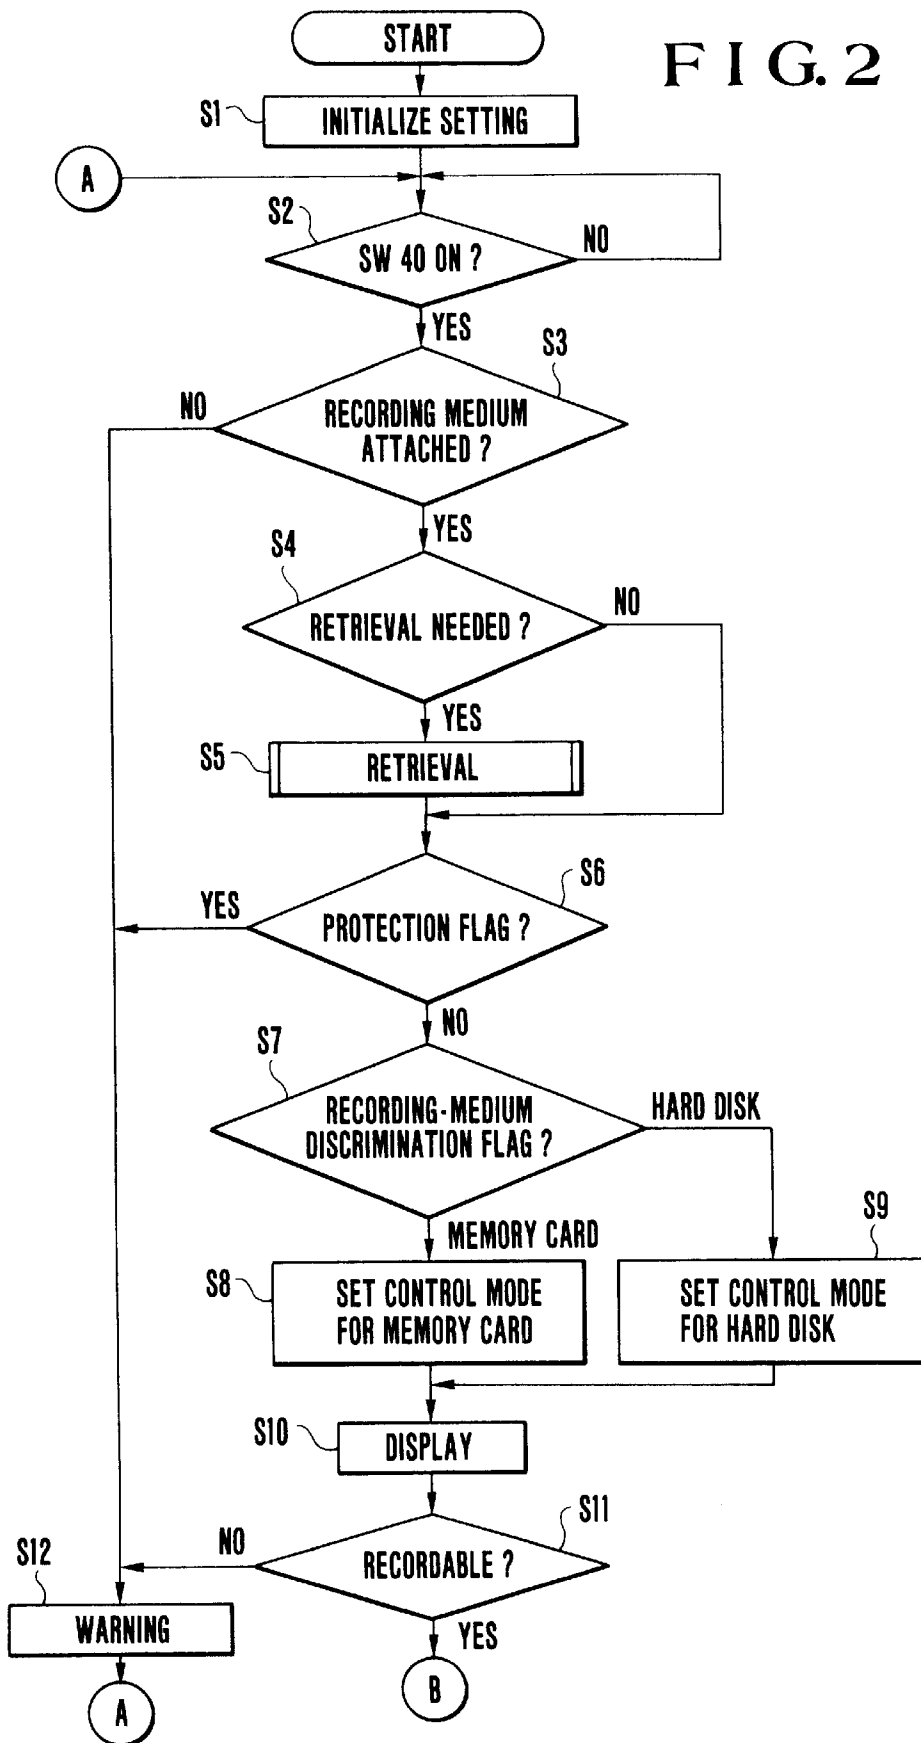 START
FIG. 2
S1
INITIALIZE SETTING
A
S2
SW 40 ON ?
NO
YES
S3
NO
RECORDING MEDIUM
ATTACHED ?
YES
S4
NO
RETRIEVAL NEEDED ?
YES
S5
RETRIEVAL
S6
YES
PROTECTION FLAG ?
NO
S7
RECORDING-MEDIUM
DISCRIMINATION FLAG ?
HARD DISK
MEMORY CARD
S9
S8
SET CONTROL MODE
FOR MEMORY CARD
SET CONTROL MODE
FOR HARD DISK
S10
DISPLAY
S11
NO
RECORDABLE ?
S12
WARNING
YES
A
B